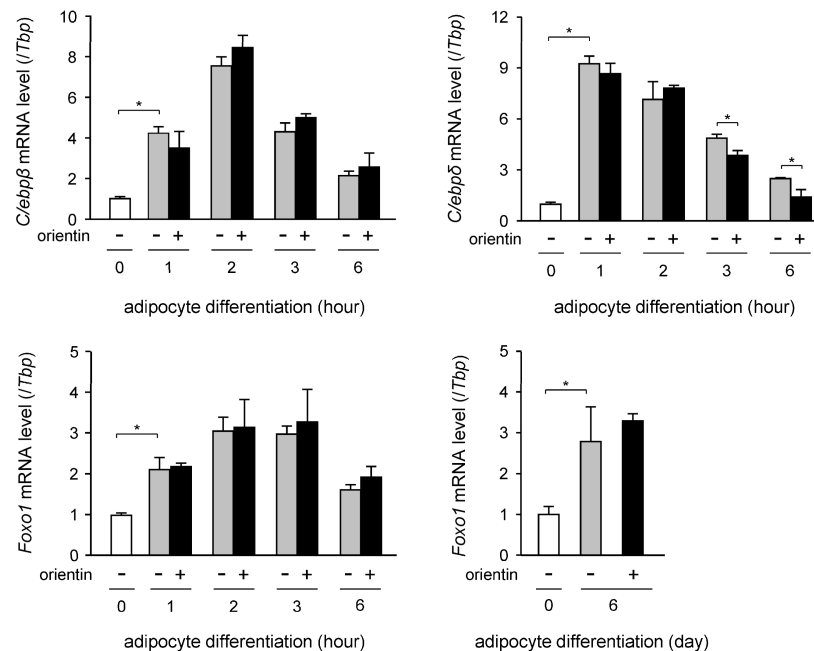 C/ebpβ mRNA level (/Tbp)
10
8
6
4
2
0
*
orientin
- - + - + - + - +
0 1 2 3 6
adipocyte differentiation (hour)
C/ebpδ mRNA level (/Tbp)
12
9
6
3
0
*
*
*
- - + - + - + - +
0 1 2 3 6
adipocyte differentiation (hour)
Foxo1 mRNA level (/Tbp)
5
4
3
2
1
0
*
orientin
- - + - + - + - +
0 1 2 3 6
adipocyte differentiation (hour)
Foxo1 mRNA level (/Tbp)
5
4
3
2
1
0
*
orientin
- - +
0 6
adipocyte differentiation (day)